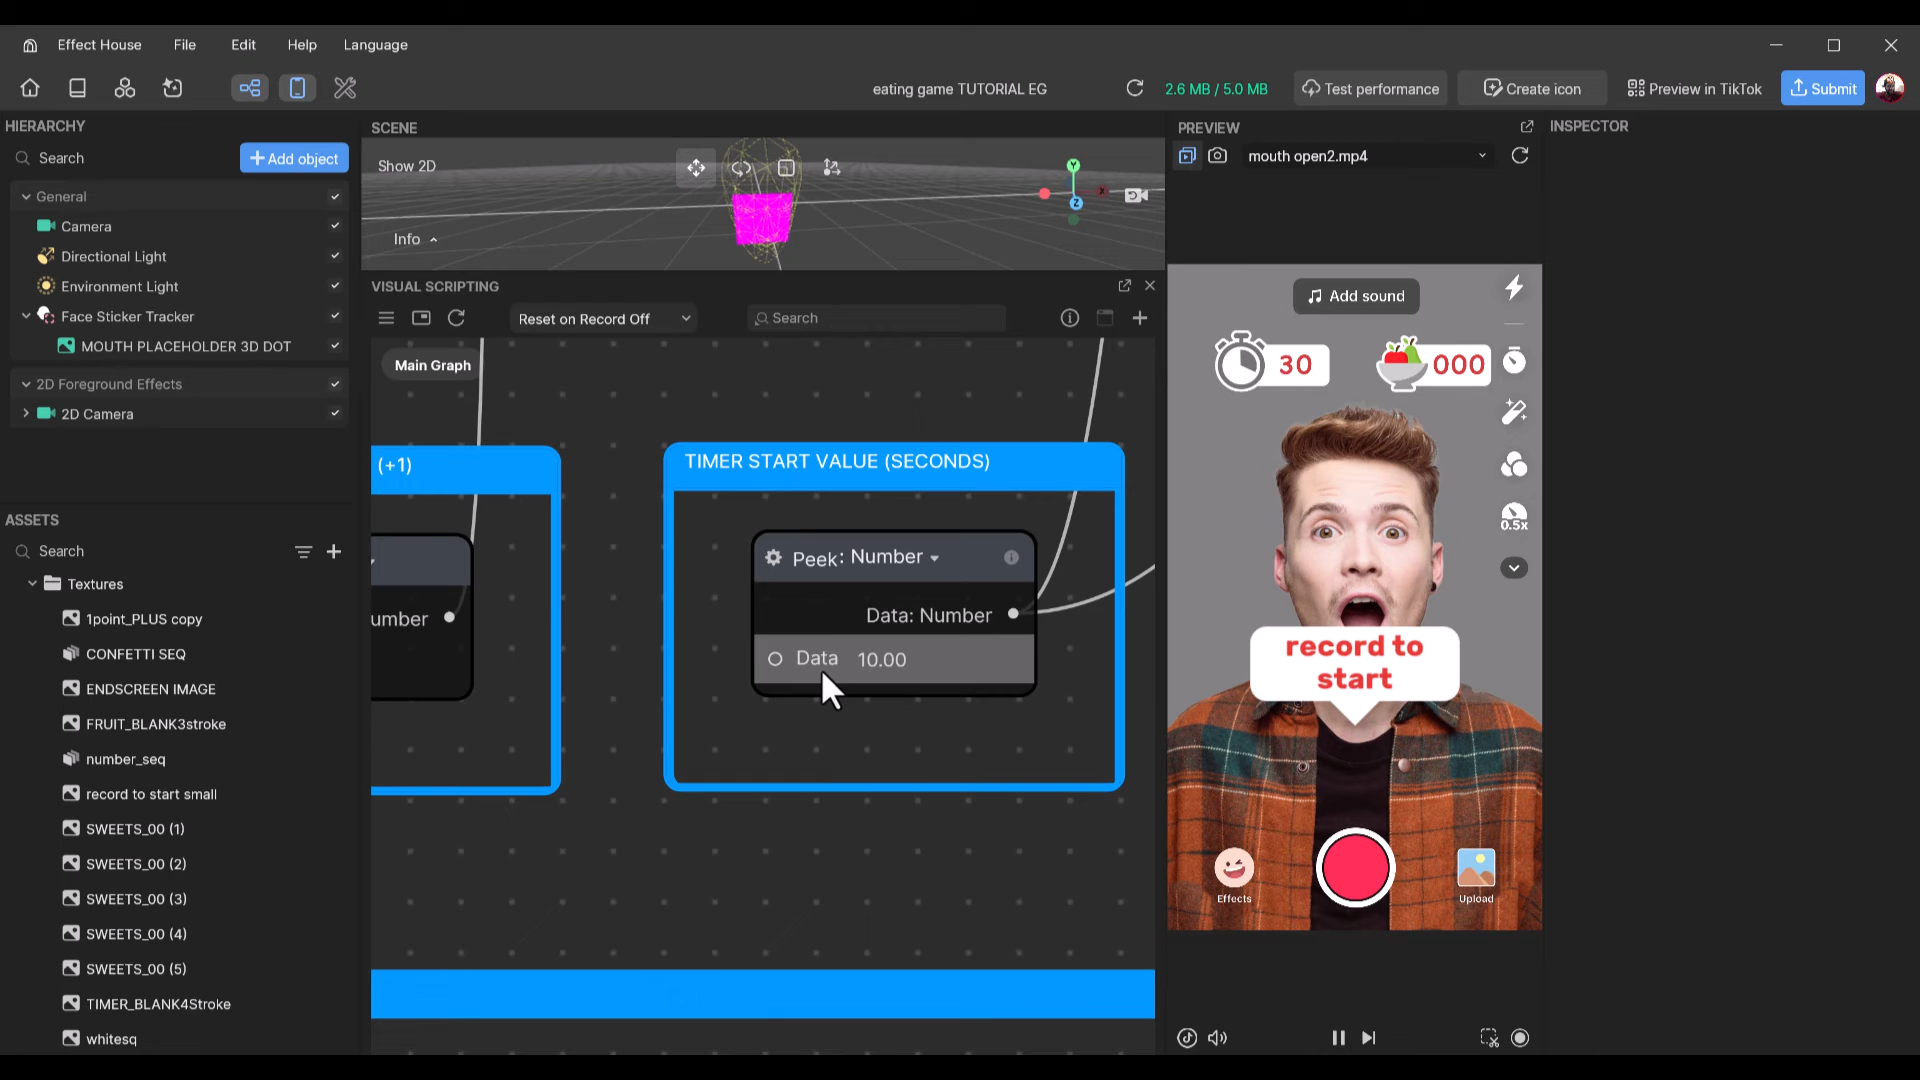 Effect House
File
Edit
Help
Language
eating game TUTORIAL EG
2.6 MB / 5.0 MB
Test performance
Create icon
Preview in TikTok
Submit
HIERARCHY
Search
Add object
General
Camera
Directional Light
Environment Light
Face Sticker Tracker
MOUTH PLACEHOLDER 3D DOT
2D Foreground Effects
2D Camera
ASSETS
Search
Textures
1point_PLUS copy
CONFETTI SEQ
ENDSCREEN IMAGE
FRUIT_BLANK3stroke
number_seq
record to start small
SWEETS_00 (1)
SWEETS_00 (2)
SWEETS_00 (3)
SWEETS_00 (4)
SWEETS_00 (5)
TIMER_BLANK4Stroke
whitesq
SCENE
Show 2D
Y
X
Z
Info
VISUAL SCRIPTING
Reset on Record Off
Search
Main Graph
(+1)
umber
TIMER START VALUE (SECONDS)
Peek: Number
Data: Number
Data 10.00
PREVIEW
mouth open2.mp4
Add sound
30
000
0.5x
record to
start
Effects
Upload
INSPECTOR